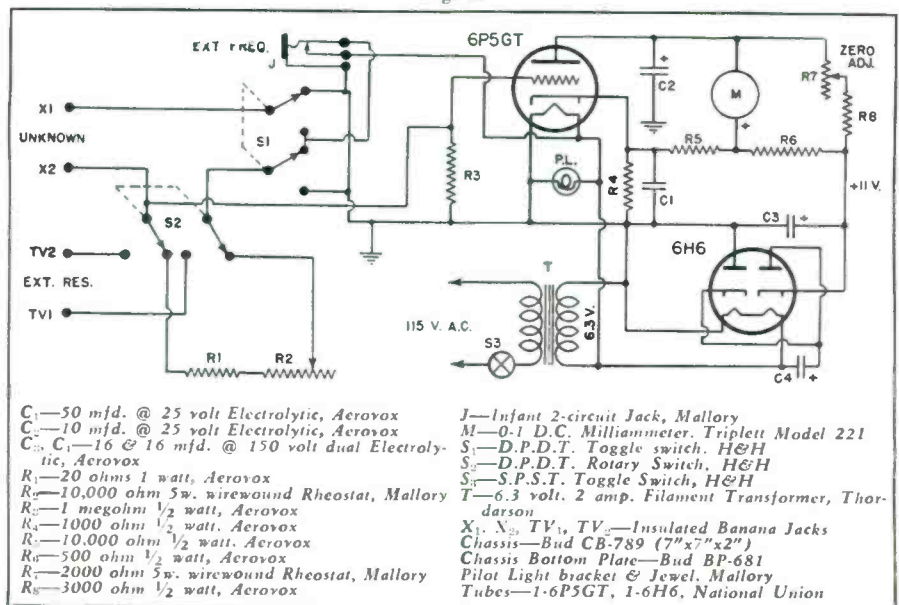 6P5GT
EXT FREQ.
J
C2
M
ZERO ADJ.
R7
R8
X1
UNKNOWN
X2
S1
R3
P.L.
R4
R5
R6
C1
+11 V.
C3
S2
6H6
TV2
EXT. RES.
TV1
T
115 V. A.C.
6.3 V.
S3
C4
R1
R2
C₁—50 mfd. @ 25 volt Electrolytic, Aerovox
C₂—10 mfd. @ 25 volt Electrolytic, Aerovox
C₃, C₄—16 & 16 mfd. @ 150 volt dual Electroly-
tic, Aerovox
R₁—20 ohms 1 watt, Aerovox
R₂—10,000 ohm 5w. wirewound Rheostat, Mallory
R₃—1 megohm ½ watt, Aerovox
R₄—1000 ohm ½ watt. Aerovox
R₅—10,000 ohm ½ watt. Aerovox
R₆—500 ohm ½ watt, Aerovox
R₇—2000 ohm 5w. wirewound Rheostat, Mallory
R₈—3000 ohm ½ watt, Aerovox
J—Infant 2-circuit Jack, Mallory
M—0-1 D.C. Milliammeter. Triplett Model 221
S₁—D.P.D.T. Toggle switch. H&H
S₂—D.P.D.T. Rotary Switch, H&H
S₃—S.P.S.T. Toggle Switch, H&H
T—6.3 volt. 2 amp. Filament Transformer, Thor-
darson
X₁, X₂, TV₁, TV₂—Insulated Banana Jacks
Chassis—Bud CB-789 (7"x7"x2")
Chassis Bottom Plate—Bud BP-681
Pilot Light bracket & Jewel. Mallory
Tubes—1-6P5GT, 1-6H6, National Union